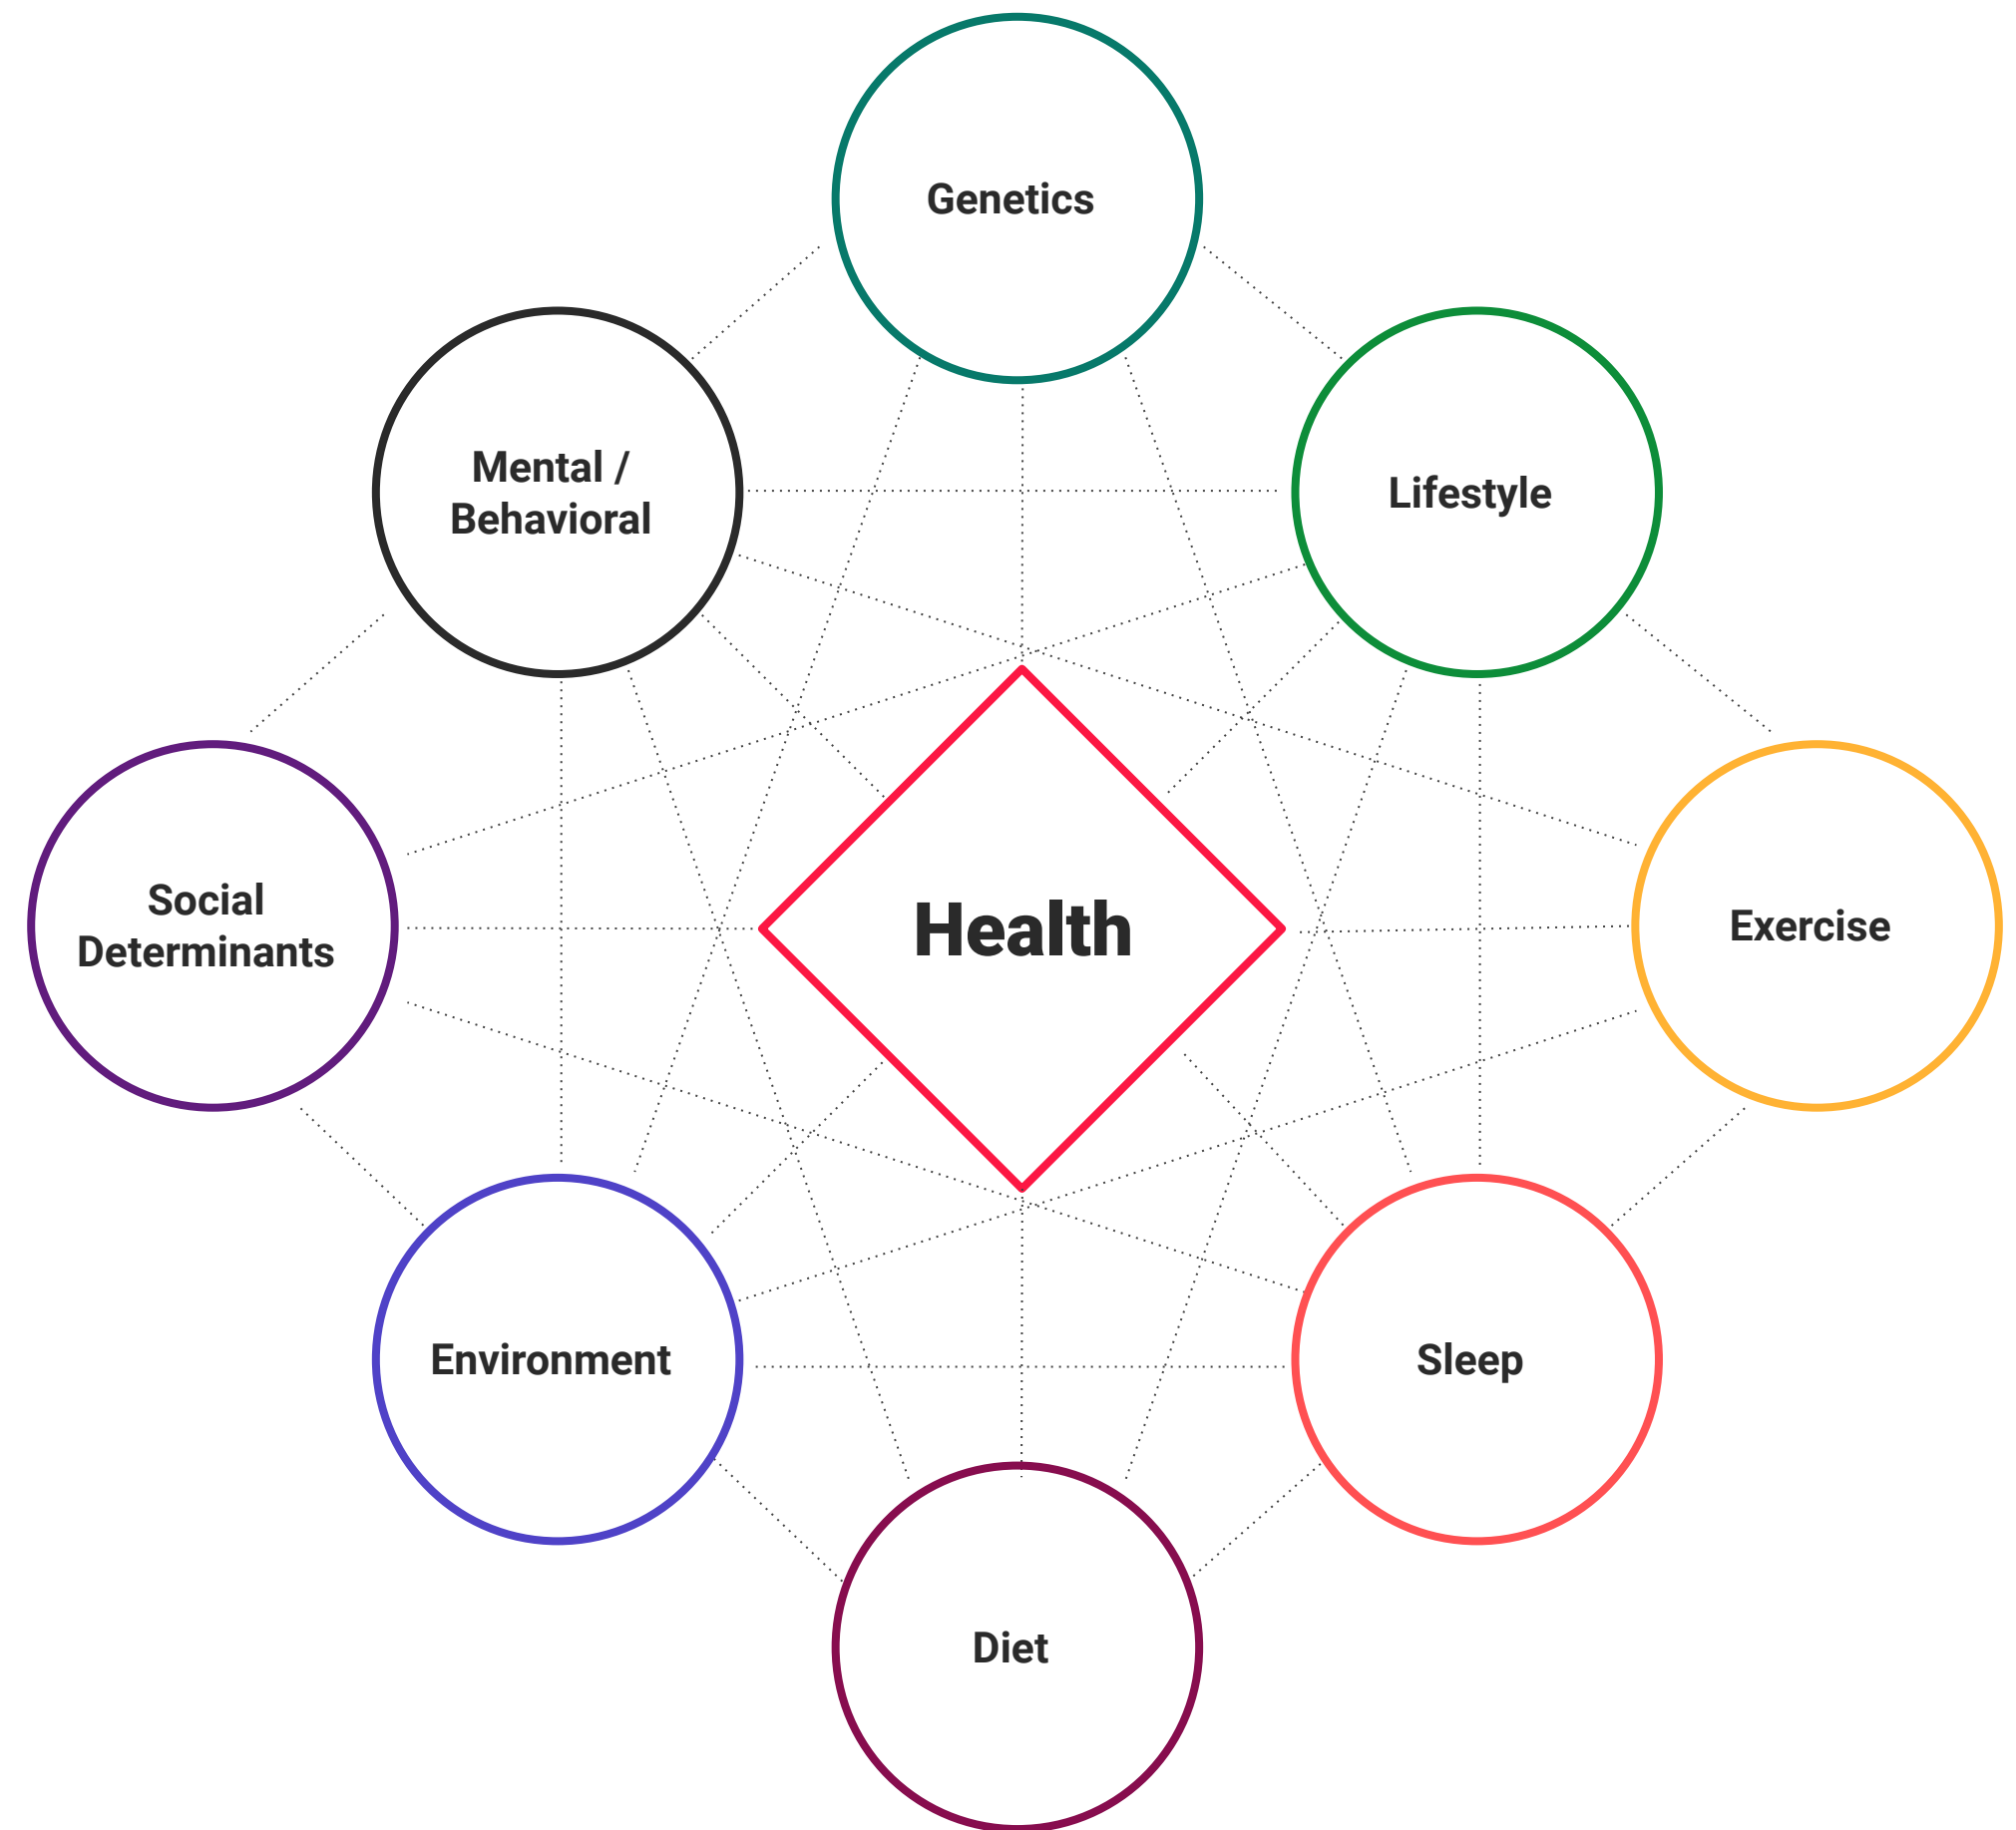 Genetics
Mental /
Behavioral
Lifestyle
Social
Determinants
Health
Exercise
Environment
Sleep
Diet